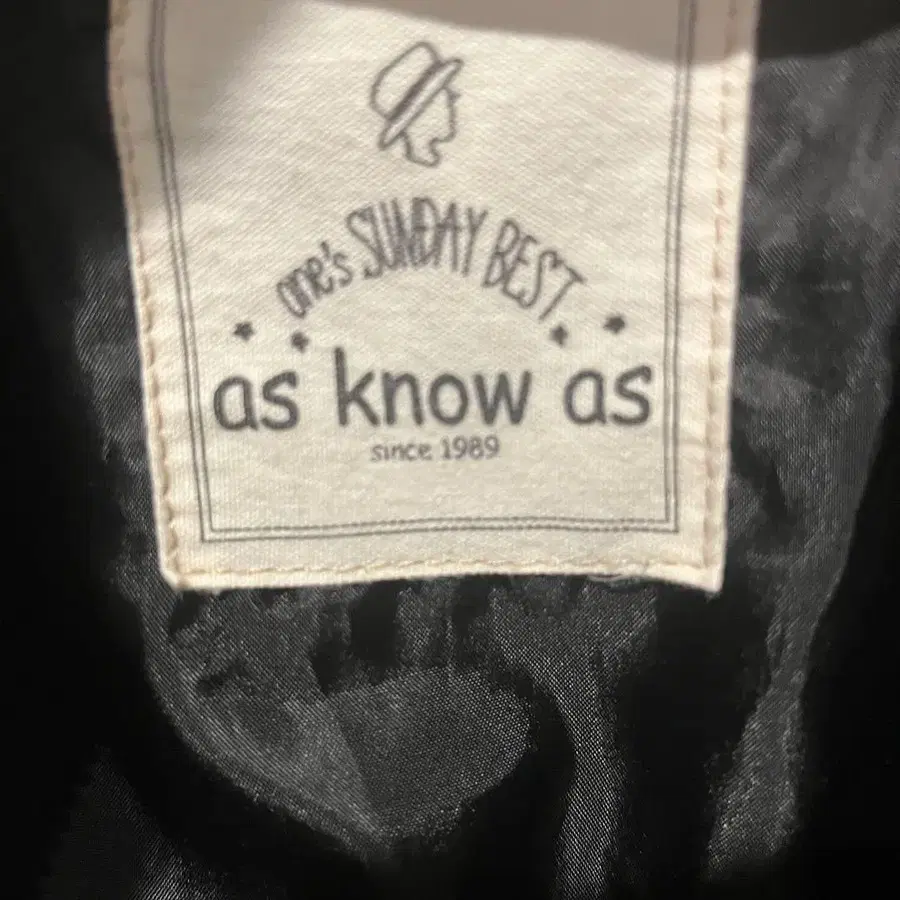 one's SUNDAY BEST
as know as
since 1989